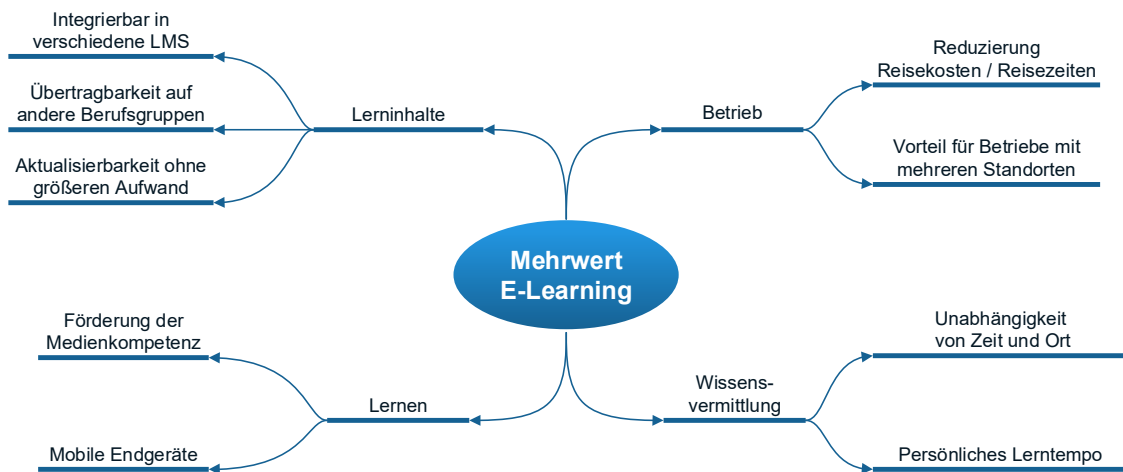 Integrierbar in
verschiedene LMS
Übertragbarkeit auf
andere Berufsgruppen
Aktualisierbarkeit ohne
größeren Aufwand
Lerninhalte
Betrieb
Reduzierung
Reisekosten / Reisezeiten
Vorteil für Betriebe mit
mehreren Standorten
Mehrwert
E-Learning
Förderung der
Medienkompetenz
Mobile Endgeräte
Lernen
Wissens-
vermittlung
Unabhängigkeit
von Zeit und Ort
Persönliches Lerntempo